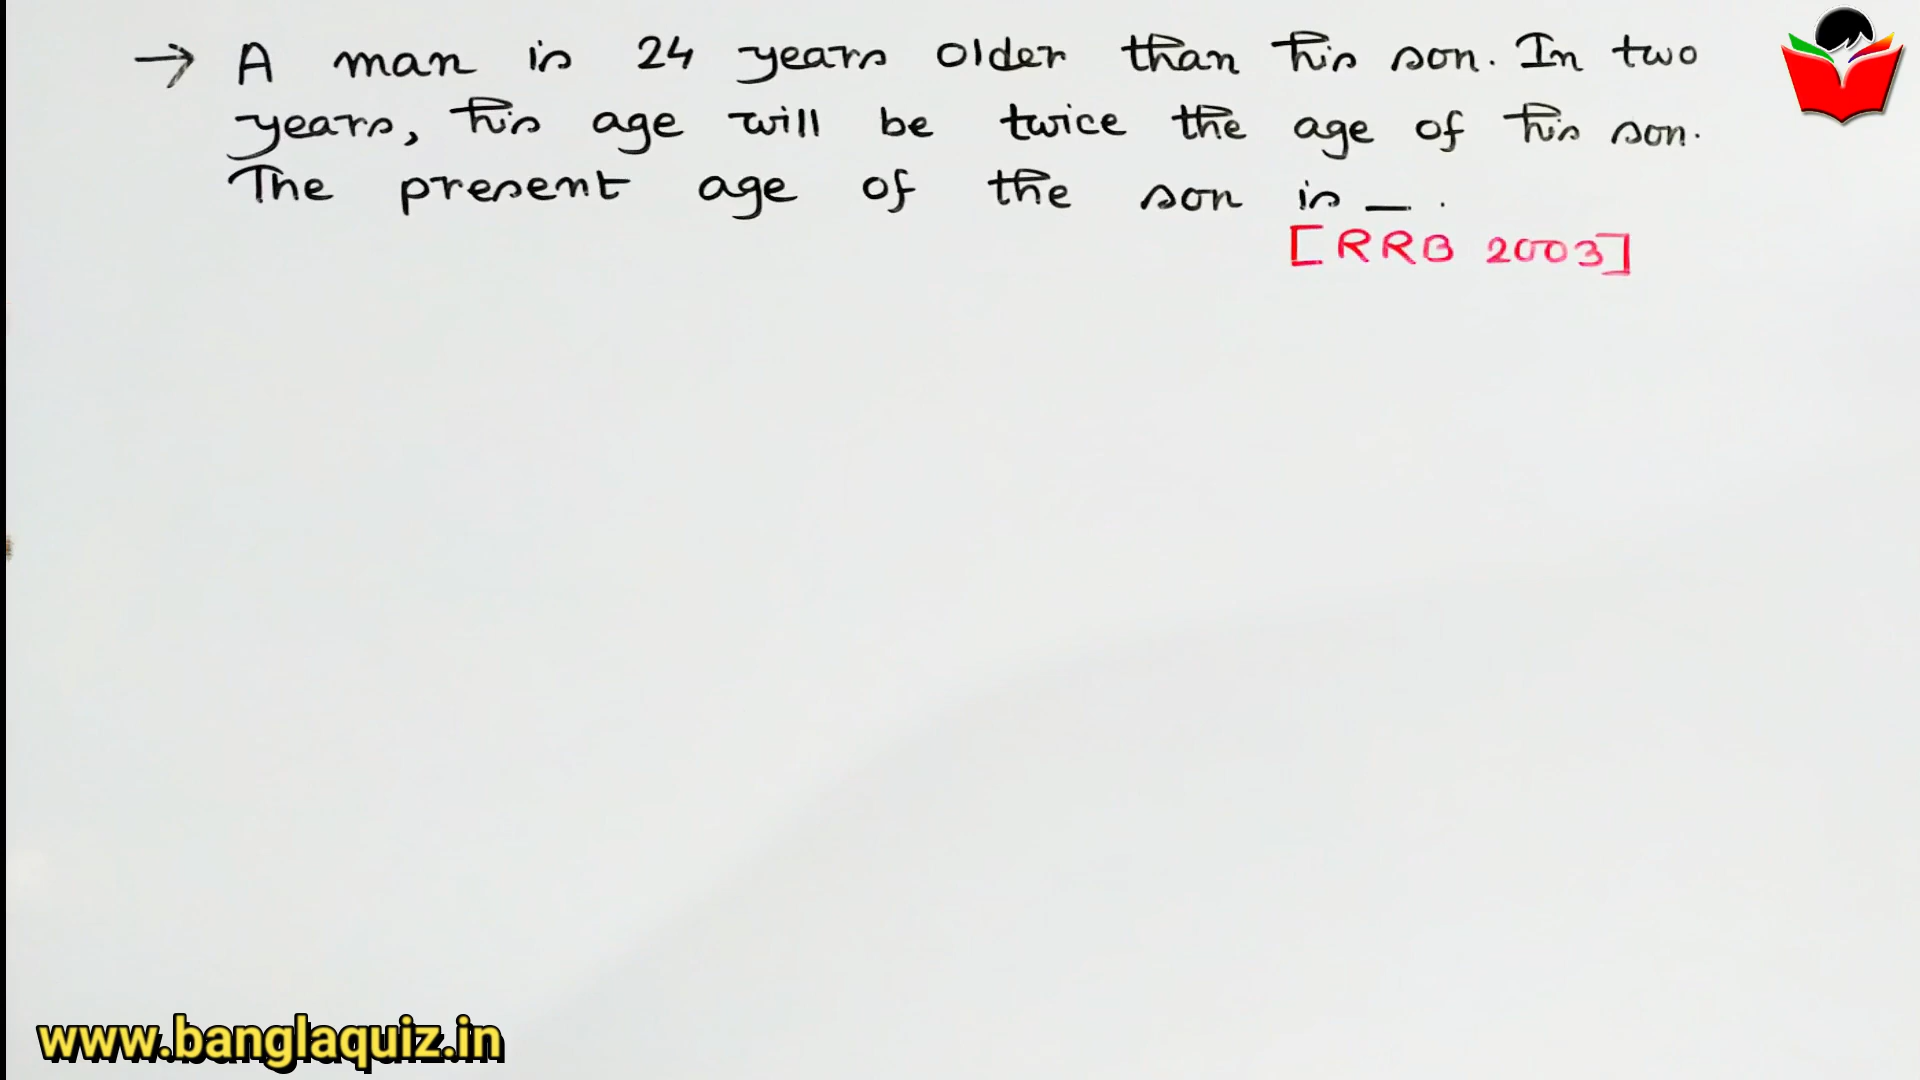 → A man is 24 years older than his son. In two
years, his age will be twice the age of his son.
The present age of the son is _ .
[RRB 2003]
www.banglaquiz.in